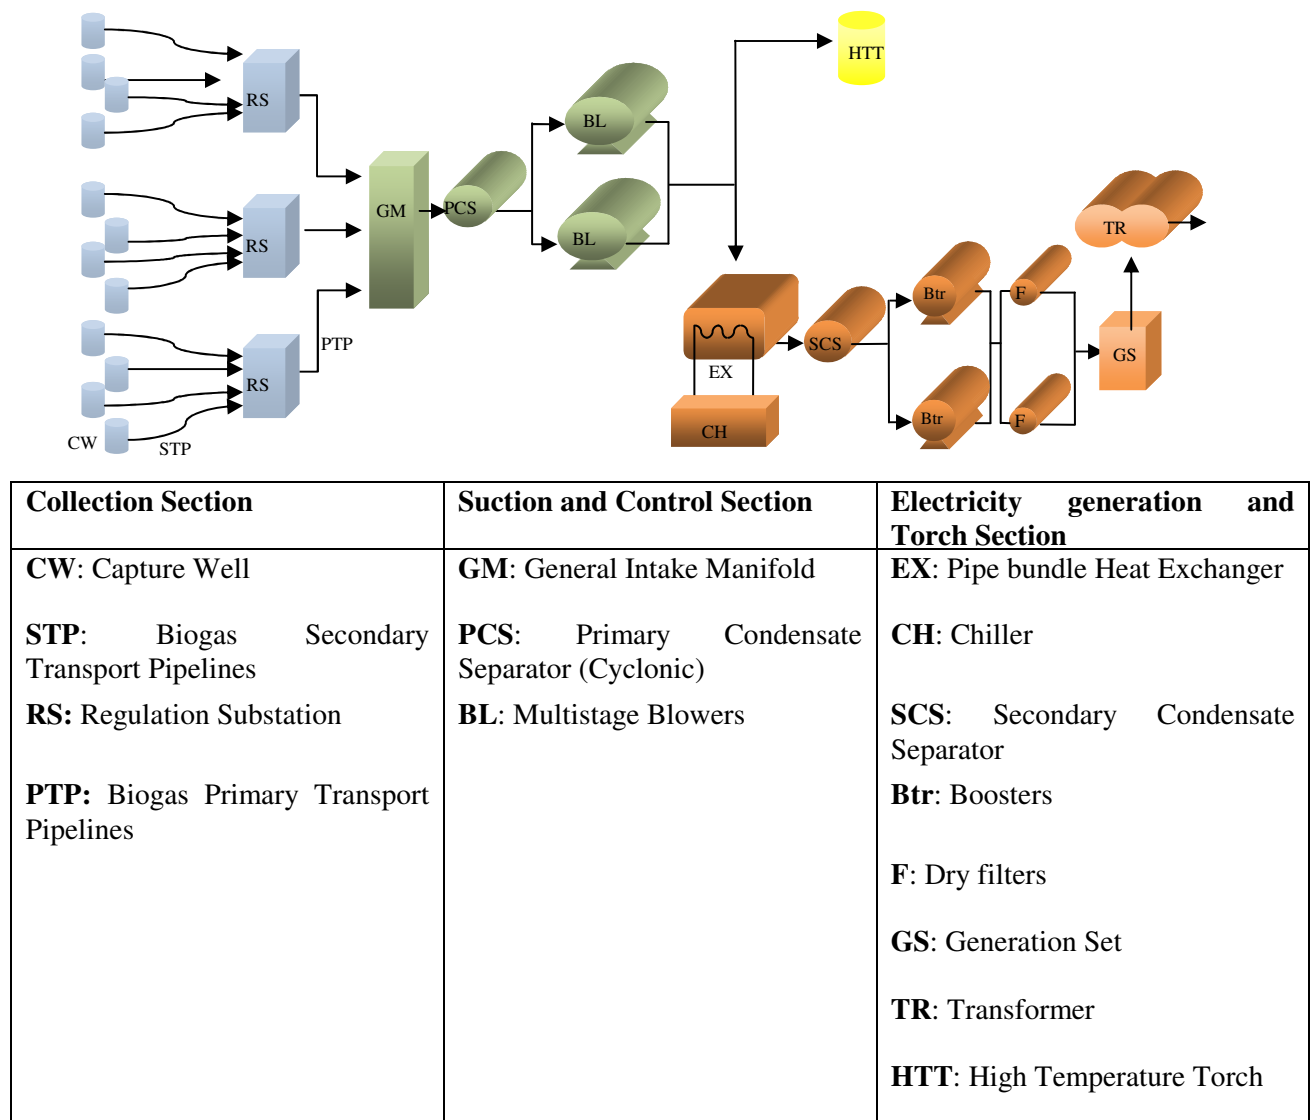 HTT
RS
BL
GM
PCS
TR
RS
BL
Btr
F
PTP
SCS
GS
RS
EX
Btr
F
CW
STP
CH
Collection Section
Suction and Control Section
Electricity generation and
Torch Section
CW: Capture Well
GM: General Intake Manifold
EX: Pipe bundle Heat Exchanger
STP: Biogas Secondary
Transport Pipelines
PCS: Primary Condensate
Separator (Cyclonic)
CH: Chiller
RS: Regulation Substation
BL: Multistage Blowers
SCS: Secondary Condensate
Separator
PTP: Biogas Primary Transport
Pipelines
Btr: Boosters
F: Dry filters
GS: Generation Set
TR: Transformer
HTT: High Temperature Torch